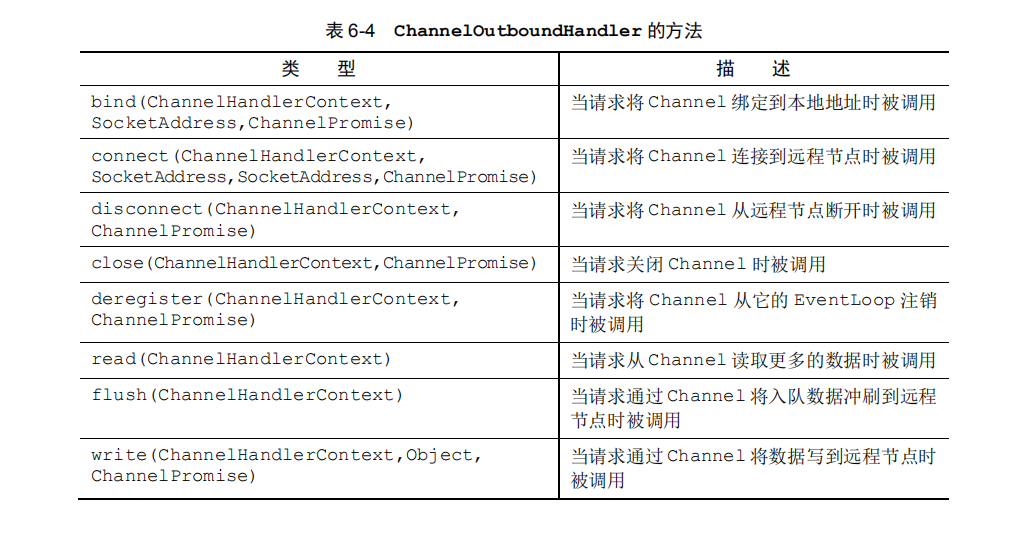 表 6-4 ChannelOutboundHandler 的方法
类 型
描 述
bind(ChannelHandlerContext,
SocketAddress,ChannelPromise)
当请求将 Channel 绑定到本地地址时被调用
connect(ChannelHandlerContext,
SocketAddress,SocketAddress,ChannelPromise)
当请求将 Channel 连接到远程节点时被调用
disconnect(ChannelHandlerContext,
ChannelPromise)
当请求将 Channel 从远程节点断开时被调用
close(ChannelHandlerContext,ChannelPromise)
当请求关闭 Channel 时被调用
deregister(ChannelHandlerContext,
ChannelPromise)
当请求将 Channel 从它的 EventLoop 注销
时被调用
read(ChannelHandlerContext)
当请求从 Channel 读取更多的数据时被调用
flush(ChannelHandlerContext)
当请求通过 Channel 将入队数据冲刷到远程
节点时被调用
write(ChannelHandlerContext,Object,
ChannelPromise)
当请求通过 Channel 将数据写到远程节点时
被调用